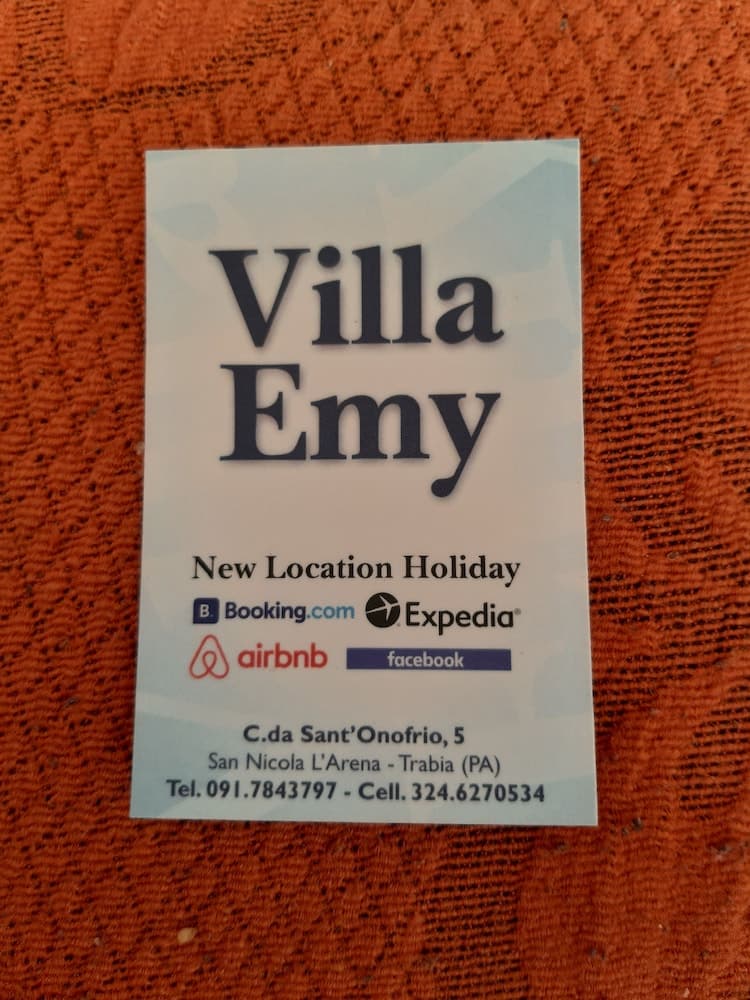 Villa
Emy
New Location Holiday
B. Booking.com Expedia®
airbnb facebook
C.da Sant'Onofrio, 5
San Nicola L'Arena - Trabia (PA)
Tel. 091.7843797 - Cell. 324.6270534